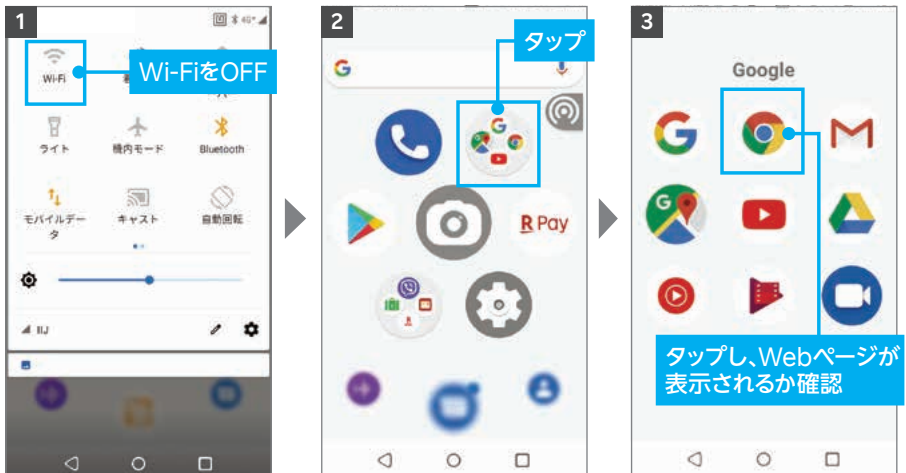 1
4G+
Wi-Fi
Wi-FiをOFF
ライト
機内モード
Bluetooth
モバイルデー
タ
キャスト
自動回転
IIJ
2
タップ
G
R Pay
3
Google
タップし、Webページが
表示されるか確認